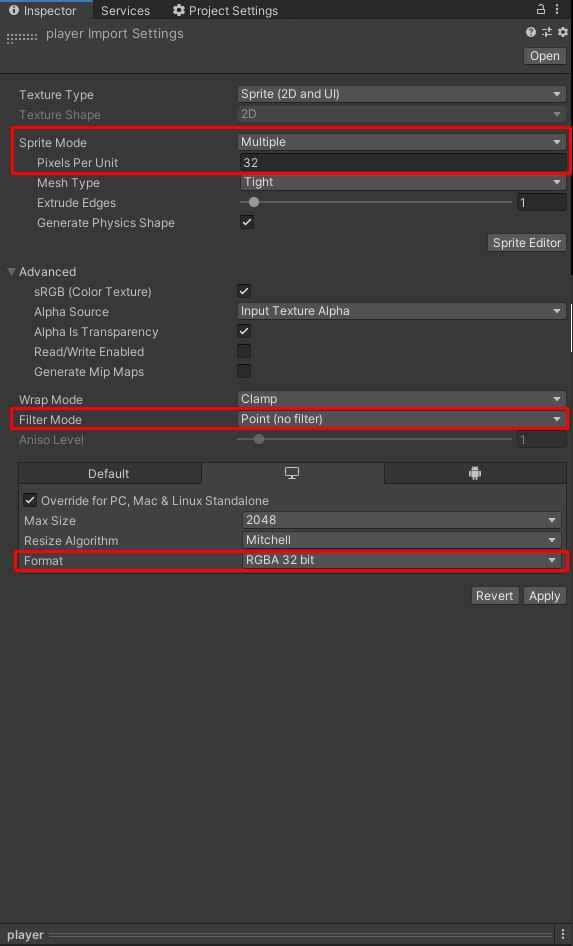 Inspector Services Project Settings
player Import Settings
Open
Texture Type Sprite (2D and UI)
Texture Shape 2D
Sprite Mode Multiple
Pixels Per Unit 32
Mesh Type Tight
Extrude Edges 1
Generate Physics Shape
Sprite Editor
Advanced
sRGB (Color Texture)
Alpha Source Input Texture Alpha
Alpha Is Transparency
Read/Write Enabled
Generate Mip Maps
Wrap Mode Clamp
Filter Mode Point (no filter)
Aniso Level 1
Default
Override for PC, Mac & Linux Standalone
Max Size 2048
Resize Algorithm Mitchell
Format RGBA 32 bit
Revert Apply
player